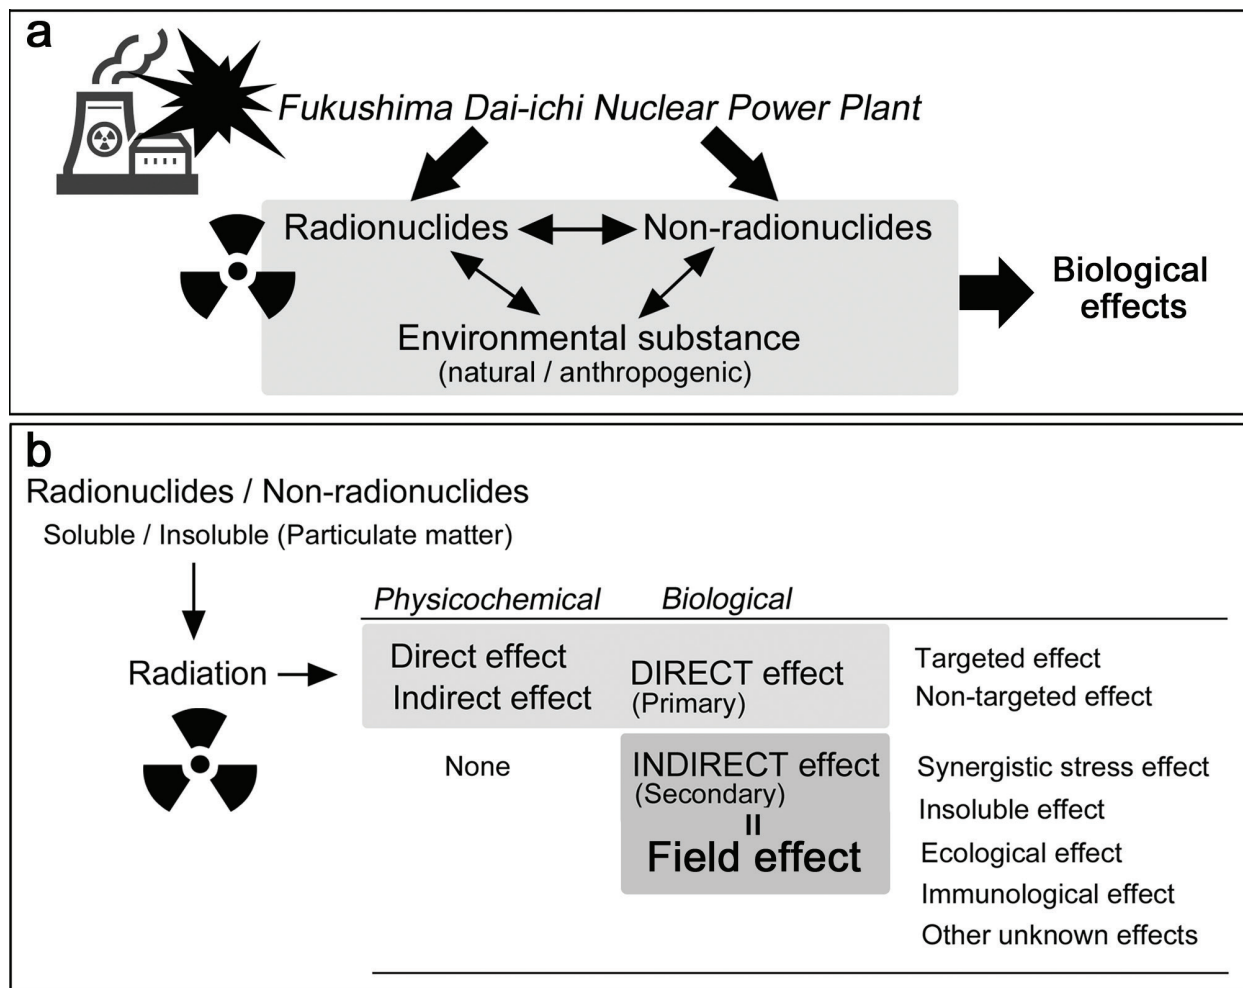 a
Fukushima Dai-ichi Nuclear Power Plant
Radionuclides
Non-radionuclides
Environmental substance
(natural / anthropogenic)
Biological
effects
b
Radionuclides / Non-radionuclides
Soluble / Insoluble (Particulate matter)
Physicochemical
Biological
Radiation
Direct effect
Indirect effect
DIRECT effect
(Primary)
Targeted effect
Non-targeted effect
None
INDIRECT effect
(Secondary)
=
Field effect
Synergistic stress effect
Insoluble effect
Ecological effect
Immunological effect
Other unknown effects